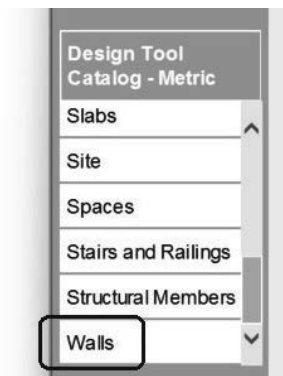 Design Tool
Catalog - Metric
Slabs
Site
Spaces
Stairs and Railings
Structural Members
Walls